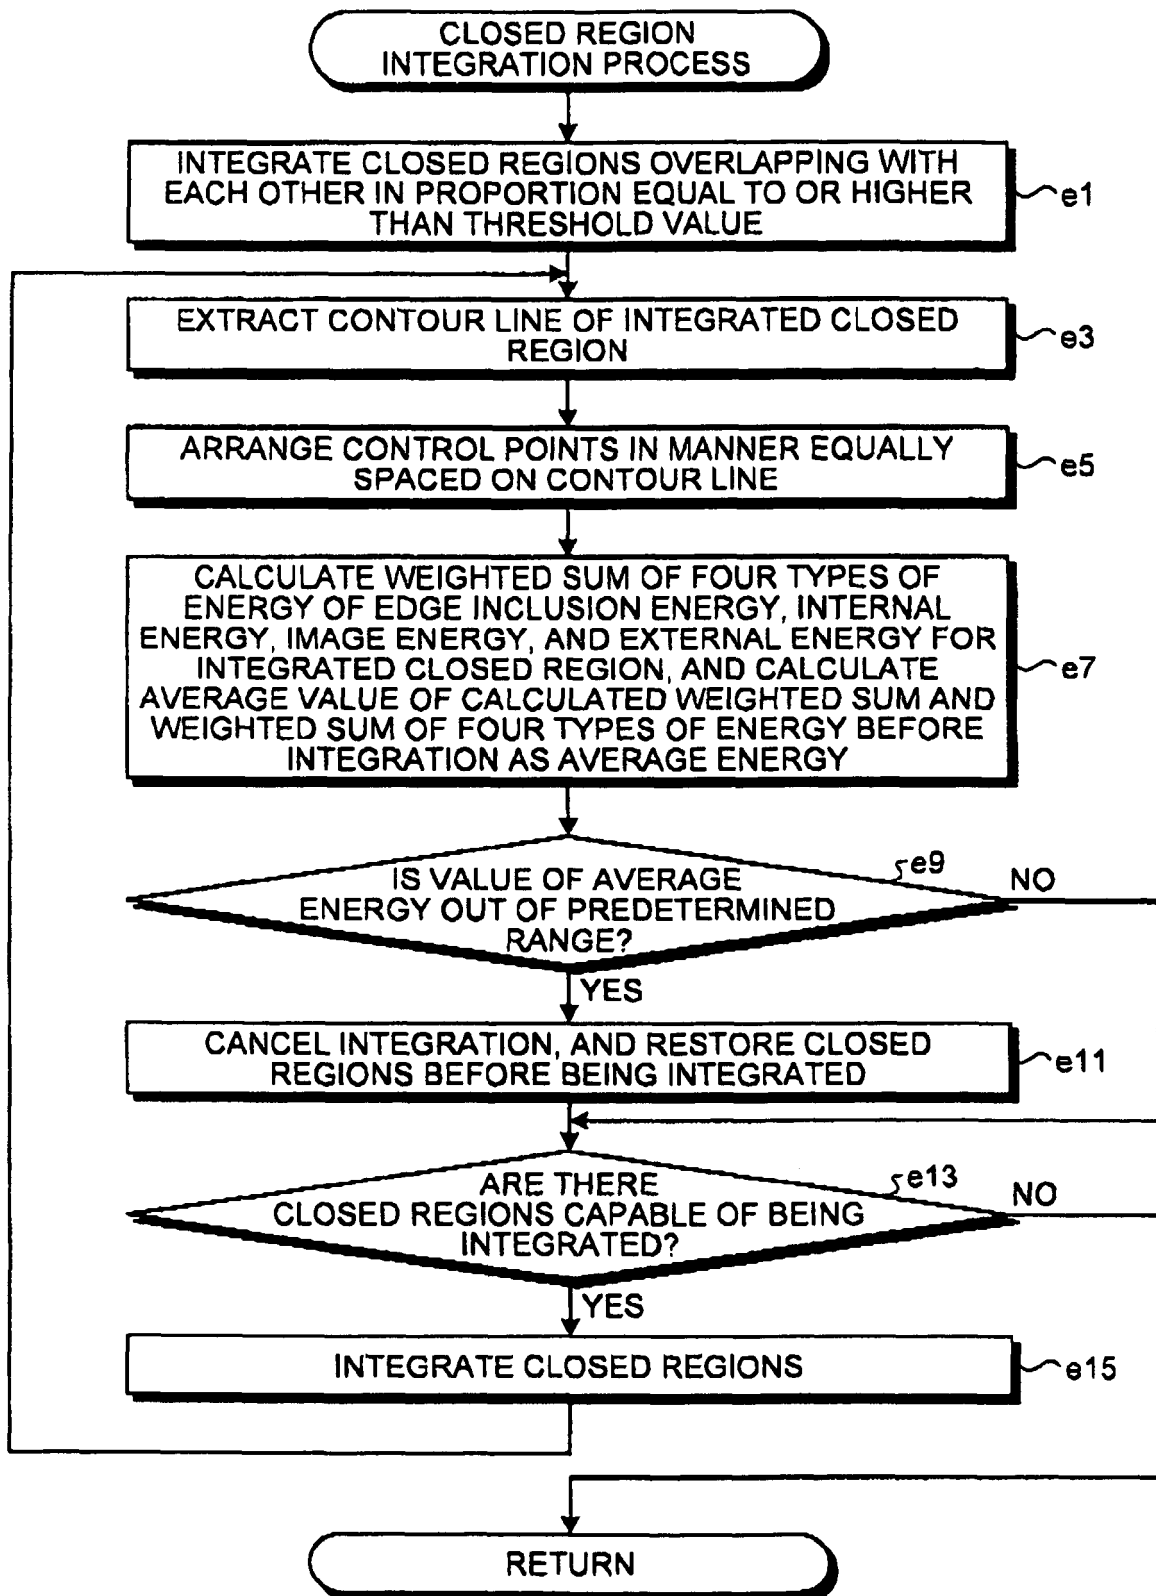 CLOSED REGION
INTEGRATION PROCESS
INTEGRATE CLOSED REGIONS OVERLAPPING WITH
EACH OTHER IN PROPORTION EQUAL TO OR HIGHER
THAN THRESHOLD VALUE
e1
EXTRACT CONTOUR LINE OF INTEGRATED CLOSED
REGION
e3
ARRANGE CONTROL POINTS IN MANNER EQUALLY
SPACED ON CONTOUR LINE
e5
CALCULATE WEIGHTED SUM OF FOUR TYPES OF
ENERGY OF EDGE INCLUSION ENERGY, INTERNAL
ENERGY, IMAGE ENERGY, AND EXTERNAL ENERGY FOR
INTEGRATED CLOSED REGION, AND CALCULATE
AVERAGE VALUE OF CALCULATED WEIGHTED SUM AND
WEIGHTED SUM OF FOUR TYPES OF ENERGY BEFORE
INTEGRATION AS AVERAGE ENERGY
e7
IS VALUE OF AVERAGE
ENERGY OUT OF PREDETERMINED
RANGE?
e9
NO
YES
CANCEL INTEGRATION, AND RESTORE CLOSED
REGIONS BEFORE BEING INTEGRATED
e11
ARE THERE
CLOSED REGIONS CAPABLE OF BEING
INTEGRATED?
e13
NO
YES
INTEGRATE CLOSED REGIONS
e15
RETURN